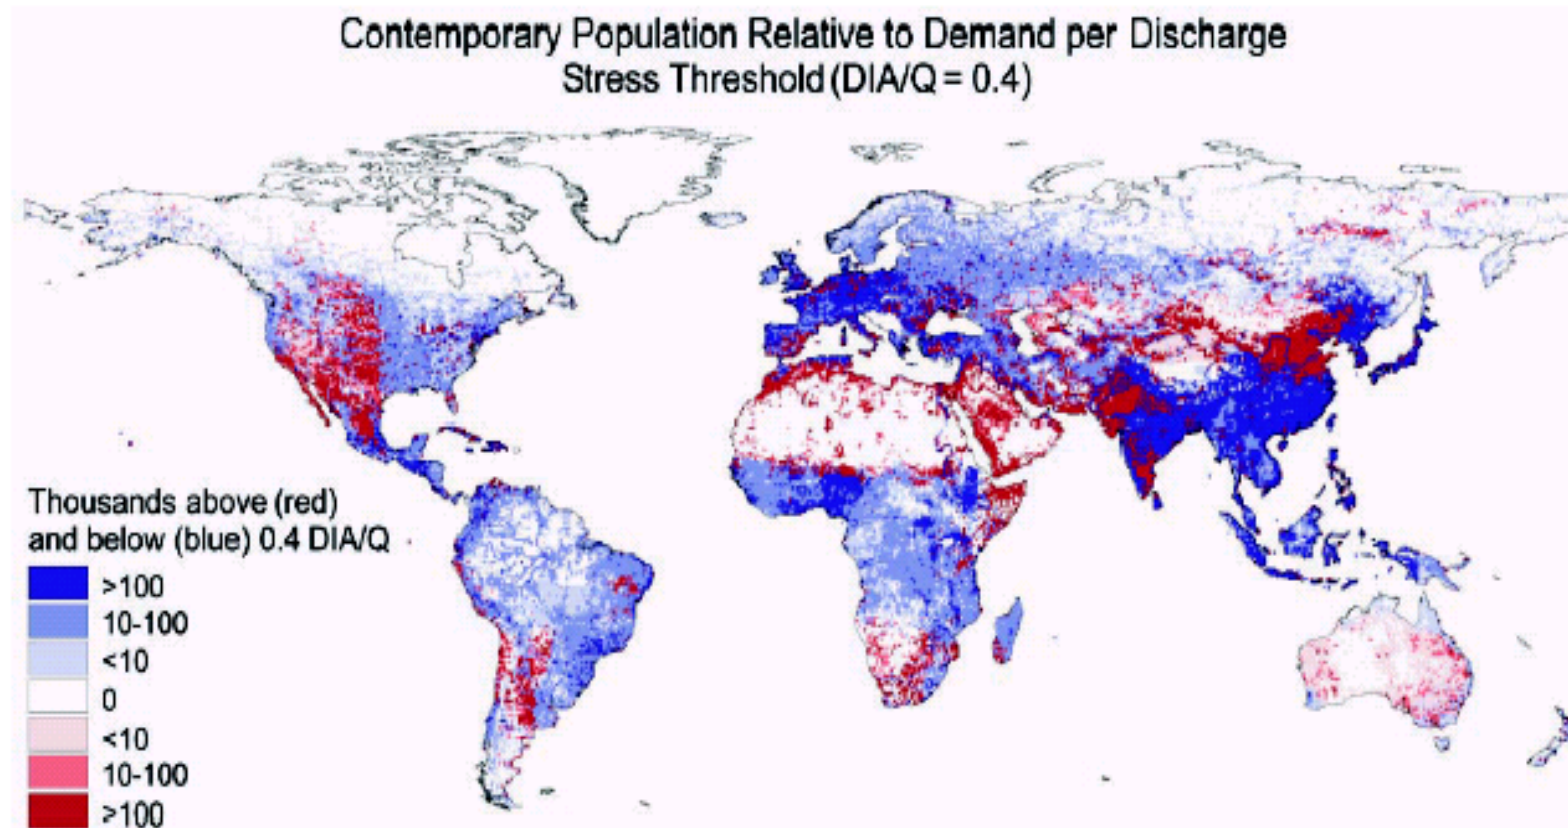 Contemporary Population Relative to Demand per Discharge
Stress Threshold (DIA/Q = 0.4)
Thousands above (red)
and below (blue) 0.4 DIA/Q
>100
10-100
<10
0
<10
10-100
>100